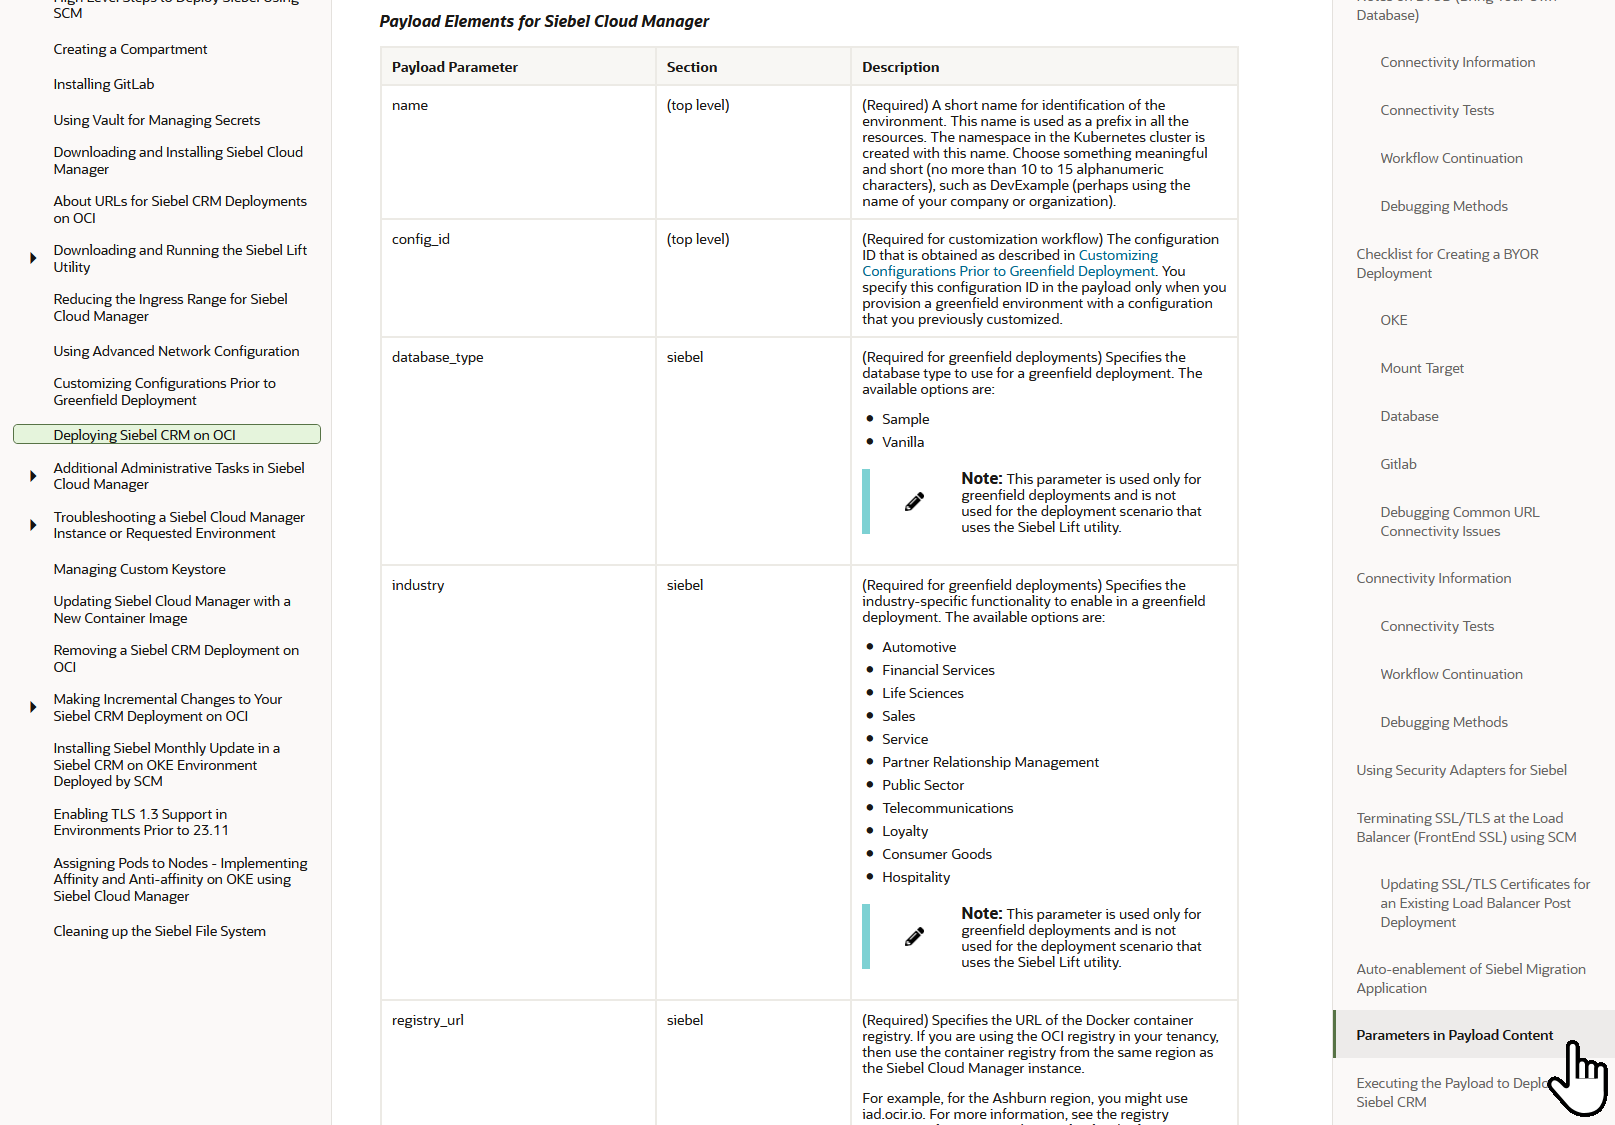 High-Level Steps to Deploy Siebel using
SCM
Creating a Compartment
Installing GitLab
Using Vault for Managing Secrets
Downloading and Installing Siebel Cloud
Manager
About URLs for Siebel CRM Deployments
on OCI
Downloading and Running the Siebel Lift
Utility
Reducing the Ingress Range for Siebel
Cloud Manager
Using Advanced Network Configuration
Customizing Configurations Prior to
Greenfield Deployment
Deploying Siebel CRM on OCI
Additional Administrative Tasks in Siebel
Cloud Manager
Troubleshooting a Siebel Cloud Manager
Instance or Requested Environment
Managing Custom Keystore
Updating Siebel Cloud Manager with a
New Container Image
Removing a Siebel CRM Deployment on
OCI
Making Incremental Changes to Your
Siebel CRM Deployment on OCI
Installing Siebel Monthly Update in a
Siebel CRM on OKE Environment
Deployed by SCM
Enabling TLS 1.3 Support in
Environments Prior to 23.11
Assigning Pods to Nodes - Implementing
Affinity and Anti-affinity on OKE using
Siebel Cloud Manager
Cleaning up the Siebel File System
Payload Elements for Siebel Cloud Manager
Payload Parameter Section Description
name (top level) (Required) A short name for identification of the
environment. This name is used as a prefix in all the
resources. The namespace in the Kubernetes cluster is
created with this name. Choose something meaningful
and short (no more than 10 to 15 alphanumeric
characters), such as DevExample (perhaps using the
name of your company or organization).
config_id (top level) (Required for customization workflow) The configuration
ID that is obtained as described in Customizing
Configurations Prior to Greenfield Deployment. You
specify this configuration ID in the payload only when you
provision a greenfield environment with a configuration
that you previously customized.
database_type siebel (Required for greenfield deployments) Specifies the
database type to use for a greenfield deployment. The
available options are:
• Sample
• Vanilla
Note: This parameter is used only for
greenfield deployments and is not
used for the deployment scenario that
uses the Siebel Lift utility.
industry siebel (Required for greenfield deployments) Specifies the
industry-specific functionality to enable in a greenfield
deployment. The available options are:
• Automotive
• Financial Services
• Life Sciences
• Sales
• Service
• Partner Relationship Management
• Public Sector
• Telecommunications
• Loyalty
• Consumer Goods
• Hospitality
Note: This parameter is used only for
greenfield deployments and is not
used for the deployment scenario that
uses the Siebel Lift utility.
registry_url siebel (Required) Specifies the URL of the Docker container
registry. If you are using the OCI registry in your tenancy,
then use the container registry from the same region as
the Siebel Cloud Manager instance.
For example, for the Ashburn region, you might use
iad.ocir.io. For more information, see the registry
Notes on BYOD (Bring Your Own
Database)
Connectivity Information
Connectivity Tests
Workflow Continuation
Debugging Methods
Checklist for Creating a BYOR
Deployment
OKE
Mount Target
Database
Gitlab
Debugging Common URL
Connectivity Issues
Connectivity Information
Connectivity Tests
Workflow Continuation
Debugging Methods
Using Security Adapters for Siebel
Terminating SSL/TLS at the Load
Balancer (FrontEnd SSL) using SCM
Updating SSL/TLS Certificates for
an Existing Load Balancer Post
Deployment
Auto-enablement of Siebel Migration
Application
Parameters in Payload Content
Executing the Payload to Deplo
Siebel CRM